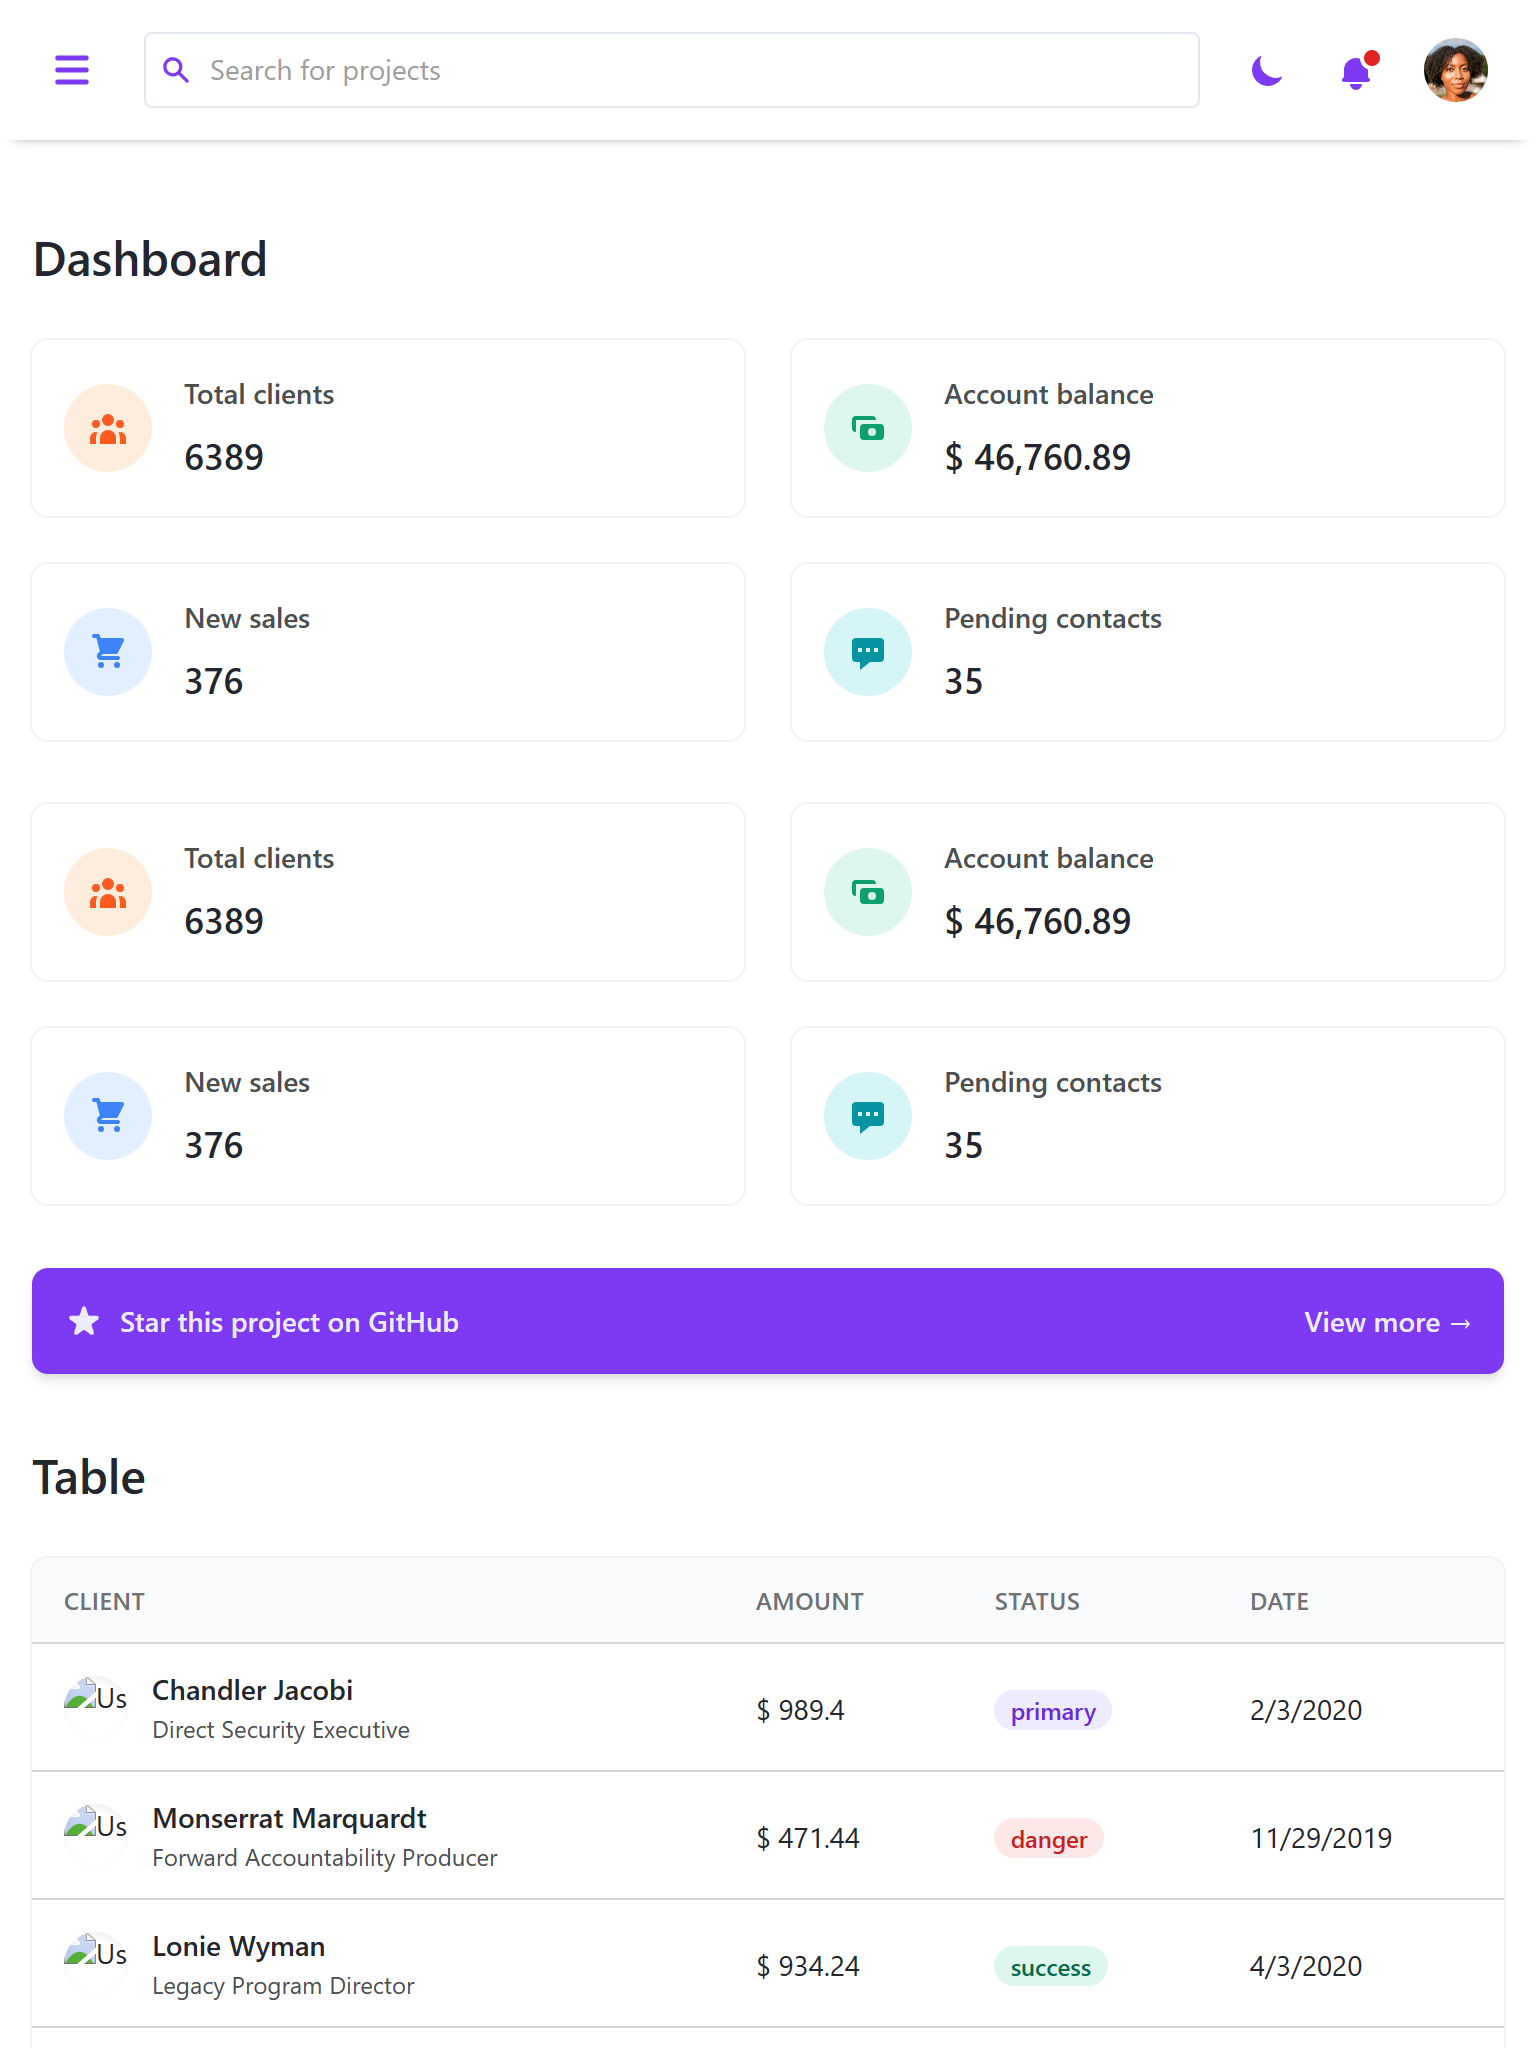 Search for projects
Dashboard
Total clients
6389
Account balance
$ 46,760.89
New sales
376
Pending contacts
35
Total clients
6389
Account balance
$ 46,760.89
New sales
376
Pending contacts
35
Star this project on GitHub
View more →
Table
CLIENT AMOUNT STATUS DATE
Us
Chandler Jacobi
Direct Security Executive
$ 989.4
primary
2/3/2020
Us
Monserrat Marquardt
Forward Accountability Producer
$ 471.44
danger
11/29/2019
Us
Lonie Wyman
Legacy Program Director
$ 934.24
success
4/3/2020